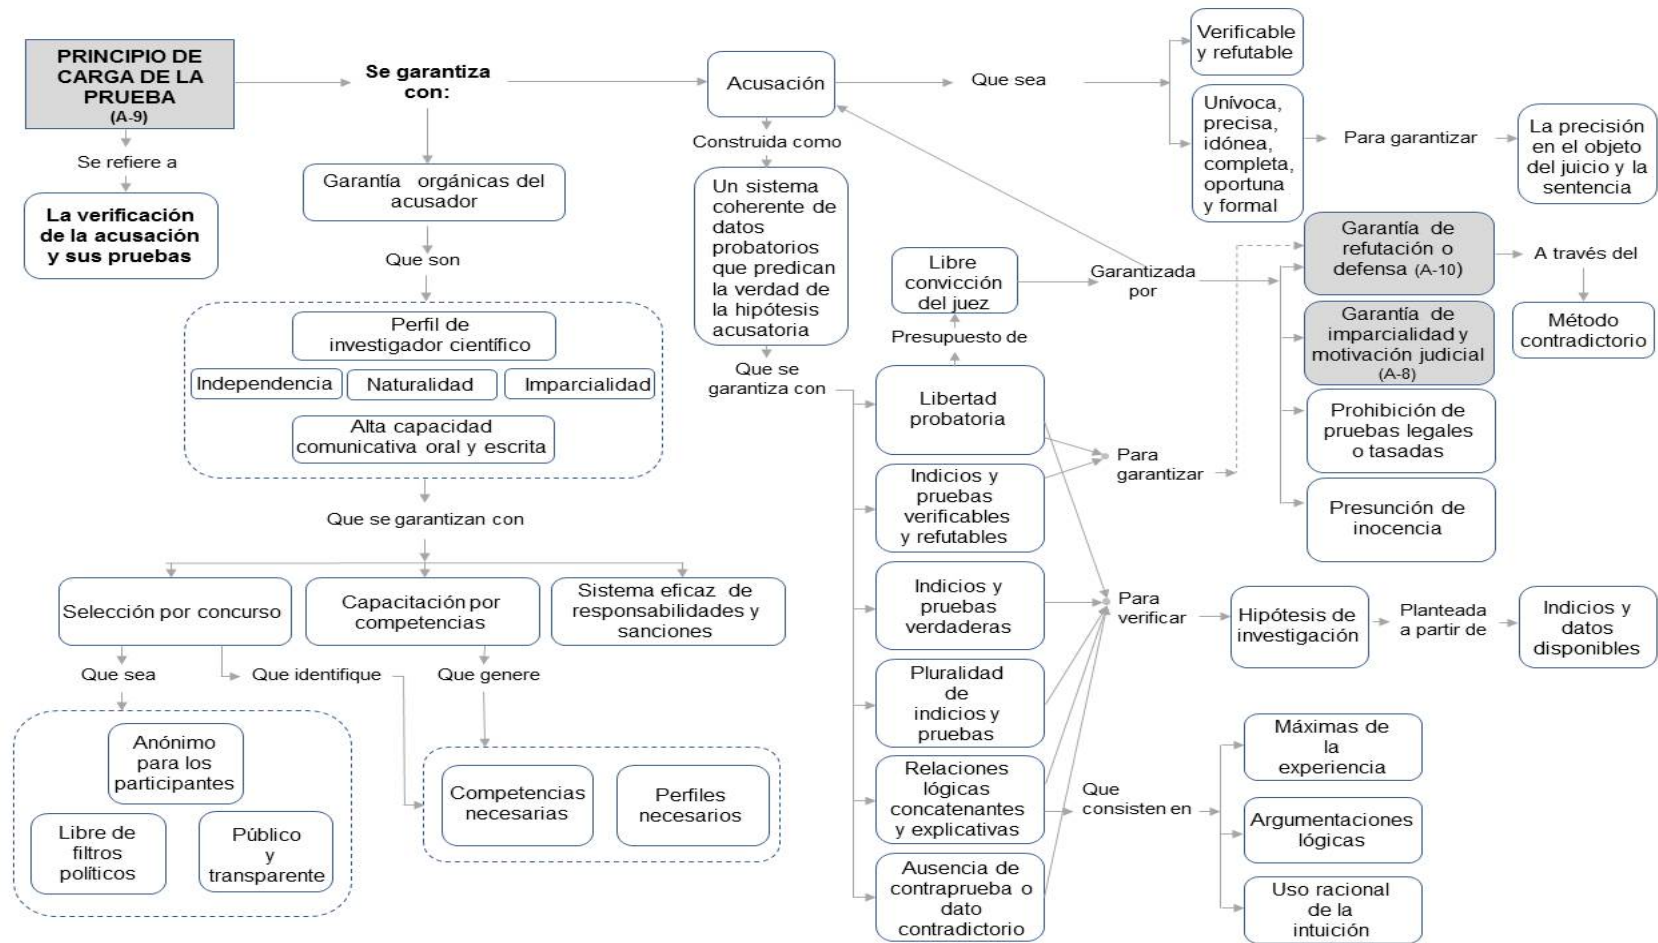 PRINCIPIO DE
CARGA DE LA
PRUEBA
(A-9)
Se refiere a
La verificación
de la acusación
y sus pruebas
Se garantiza
con:
Garantía orgánicas del
acusador
Que son
Perfil de
investigador científico
Independencia
Naturalidad
Imparcialidad
Alta capacidad
comunicativa oral y escrita
Que se garantizan con
Selección por concurso
Capacitación por
competencias
Sistema eficaz de
responsabilidades y
sanciones
Que sea
Que identifique
Que genere
Anónimo
para los
participantes
Libre de
filtros
políticos
Público
y
transparente
Competencias
necesarias
Perfiles
necesarios
Acusación
Construida como
Un sistema
coherente de
datos
probatorios
que predican
la verdad de
la hipótesis
acusatoria
Que se
garantiza con
Que sea
Verificable
y refutable
Unívoca,
precisa,
idónea,
completa,
oportuna
y formal
Para garantizar
La precisión
en el objeto
del juicio y la
sentencia
Libre
convicción
del juez
Presupuesto de
Garantizada
por
Garantía de
refutación o
defensa (A-10)
A través del
Método
contradictorio
Garantía de
imparcialidad y
motivación judicial
(A-8)
Prohibición de
pruebas legales
o tasadas
Presunción de
inocencia
Libertad
probatoria
Indicios y
pruebas
verificables
y refutables
Para
garantizar
Indicios y
pruebas
verdaderas
Pluralidad
de
indicios y
pruebas
Relaciones
lógicas
concatenantes
y explicativas
Ausencia de
contraprueba o
dato
contradictorio
Para
verificar
Hipótesis de
investigación
Planteada
a partir de
Indicios y
datos
disponibles
Que
consisten en
Máximas de
la
experiencia
Argumentaciones
lógicas
Uso racional
de la
intuición